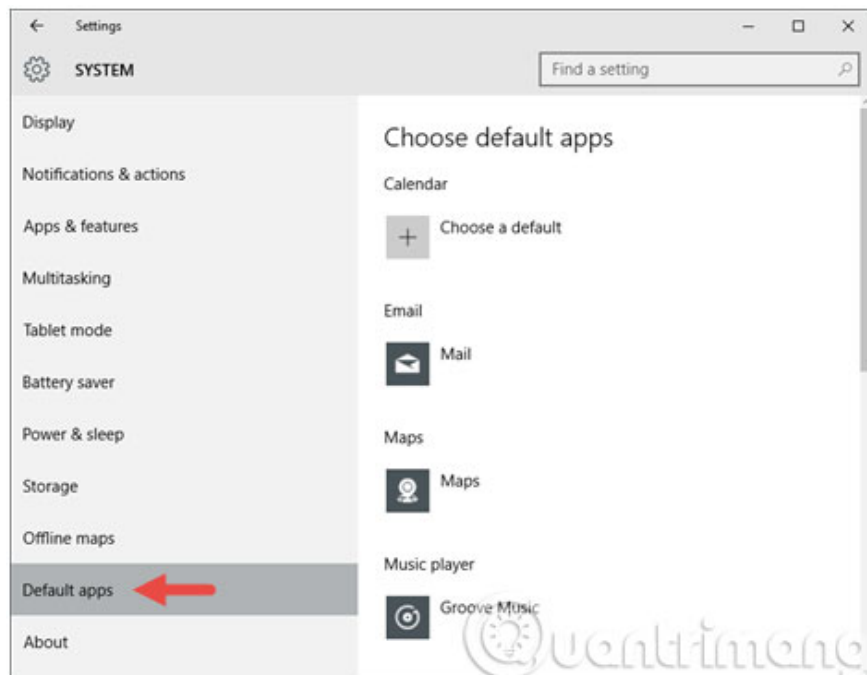 Settings
SYSTEM
Find a setting
Display
Notifications & actions
Apps & features
Multitasking
Tablet mode
Battery saver
Power & sleep
Storage
Offline maps
Default apps
About
Choose default apps
Calendar
Choose a default
Email
Mail
Maps
Maps
Music player
Groove Music
Quantrimang